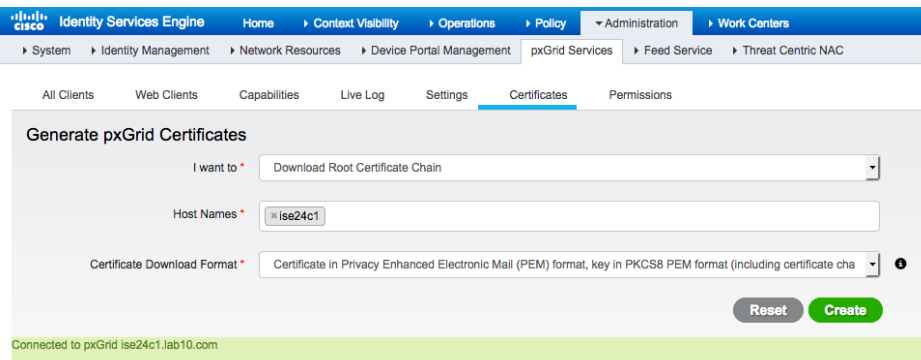 cisco Identity Services Engine Home Context Visibility Operations Policy Administration Work Centers
System Identity Management Network Resources Device Portal Management pxGrid Services Feed Service Threat Centric NAC
All Clients Web Clients Capabilities Live Log Settings Certificates Permissions
Generate pxGrid Certificates
I want to * Download Root Certificate Chain
Host Names * × ise24c1
Certificate Download Format * Certificate in Privacy Enhanced Electronic Mail (PEM) format, key in PKCS8 PEM format (including certificate cha
Reset Create
Connected to pxGrid ise24c1.lab10.com